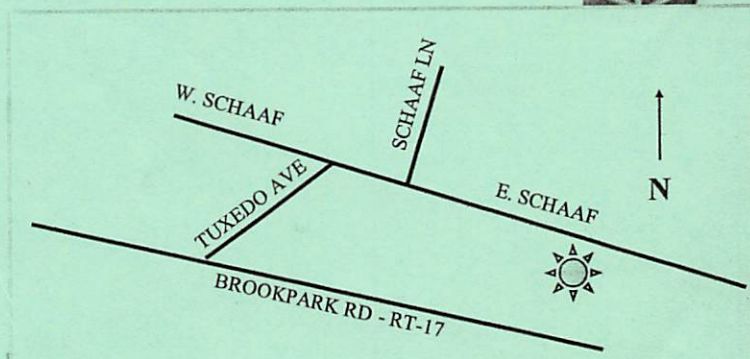 W. SCHAAF
SCHAAF LN
TUXEDO AVE
E. SCHAAF
N
BROOKPARK RD - RT-17